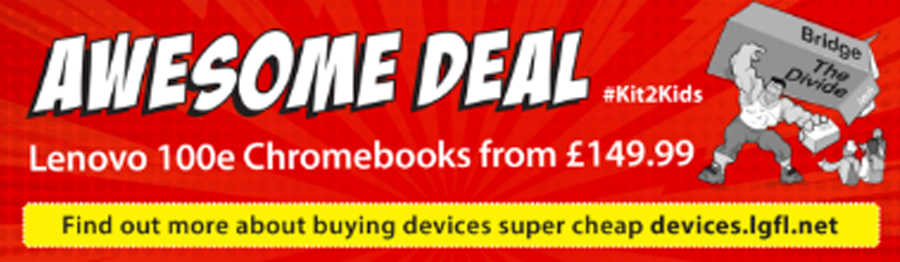 AWESOME DEAL
#Kit2Kids
Lenovo 100e Chromebooks from £149.99
Bridge
The
Divide
Find out more about buying devices super cheap devices.lgfl.net